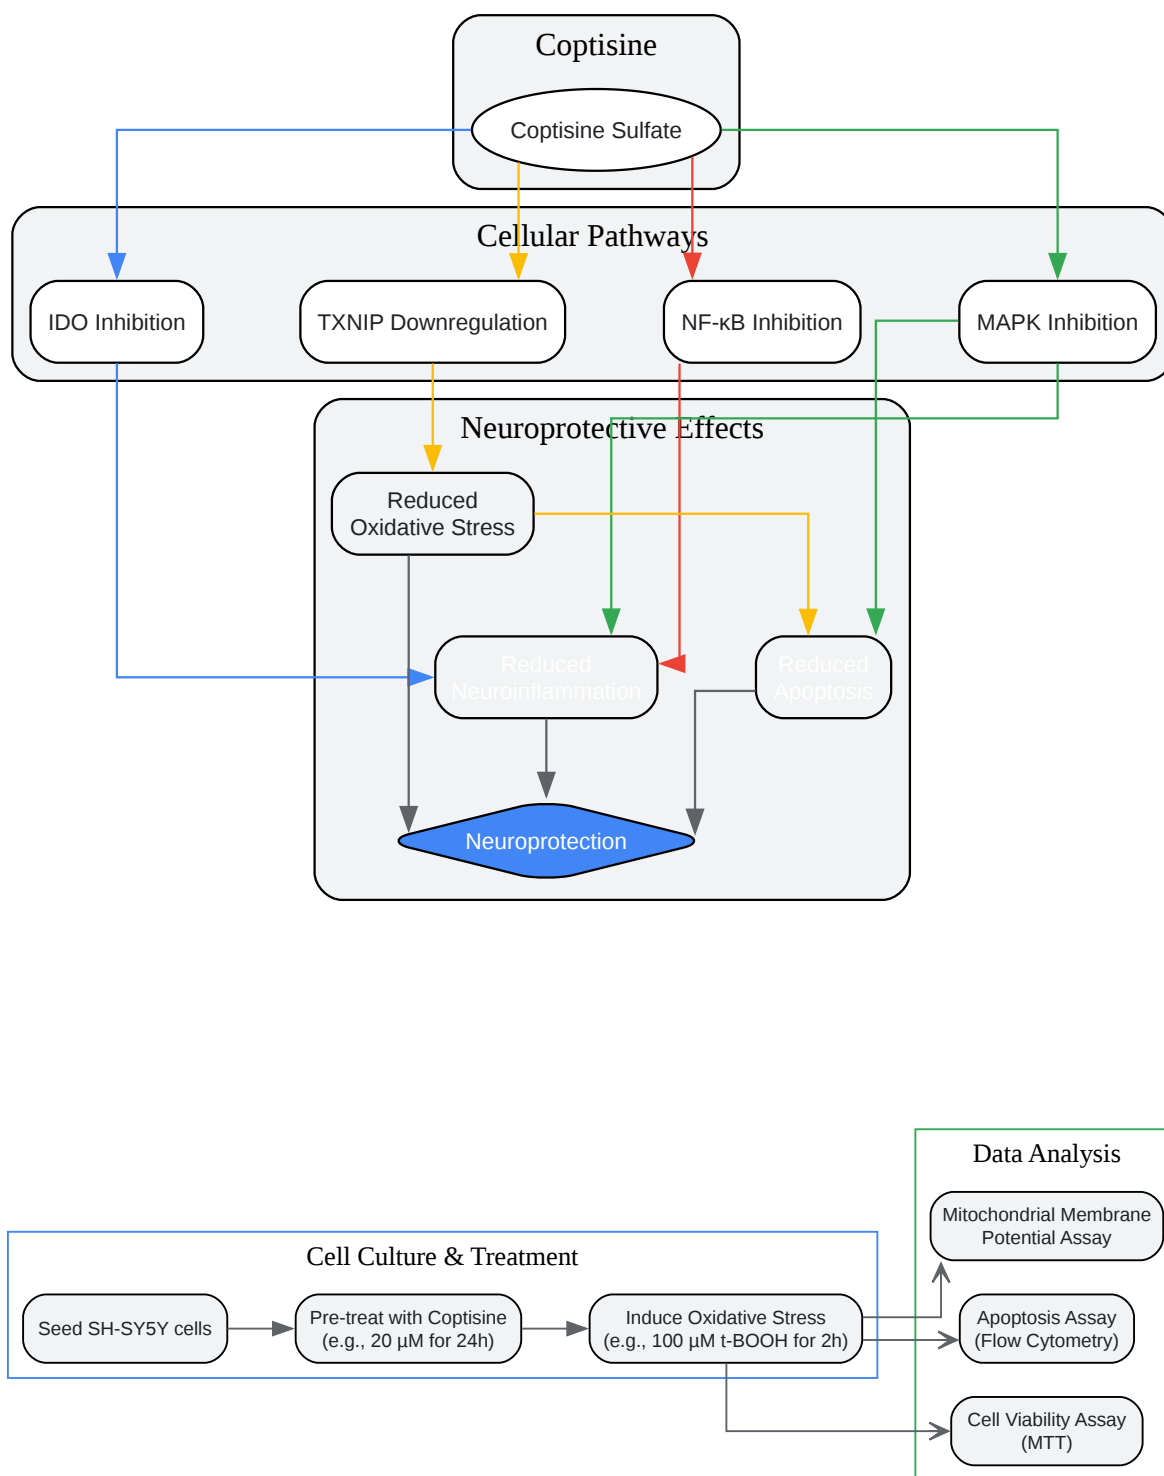 Coptisine
Coptisine Sulfate
Cellular Pathways
IDO Inhibition
TXNIP Downregulation
NF-κB Inhibition
MAPK Inhibition
Neuroprotective Effects
Reduced
Oxidative Stress
Reduced
Neuroinflammation
Reduced
Apoptosis
Neuroprotection
Data Analysis
Mitochondrial Membrane
Potential Assay
Cell Culture & Treatment
Seed SH-SY5Y cells
Pre-treat with Coptisine
(e.g., 20 µM for 24h)
Induce Oxidative Stress
(e.g., 100 µM t-BOOH for 2h)
Apoptosis Assay
(Flow Cytometry)
Cell Viability Assay
(MTT)